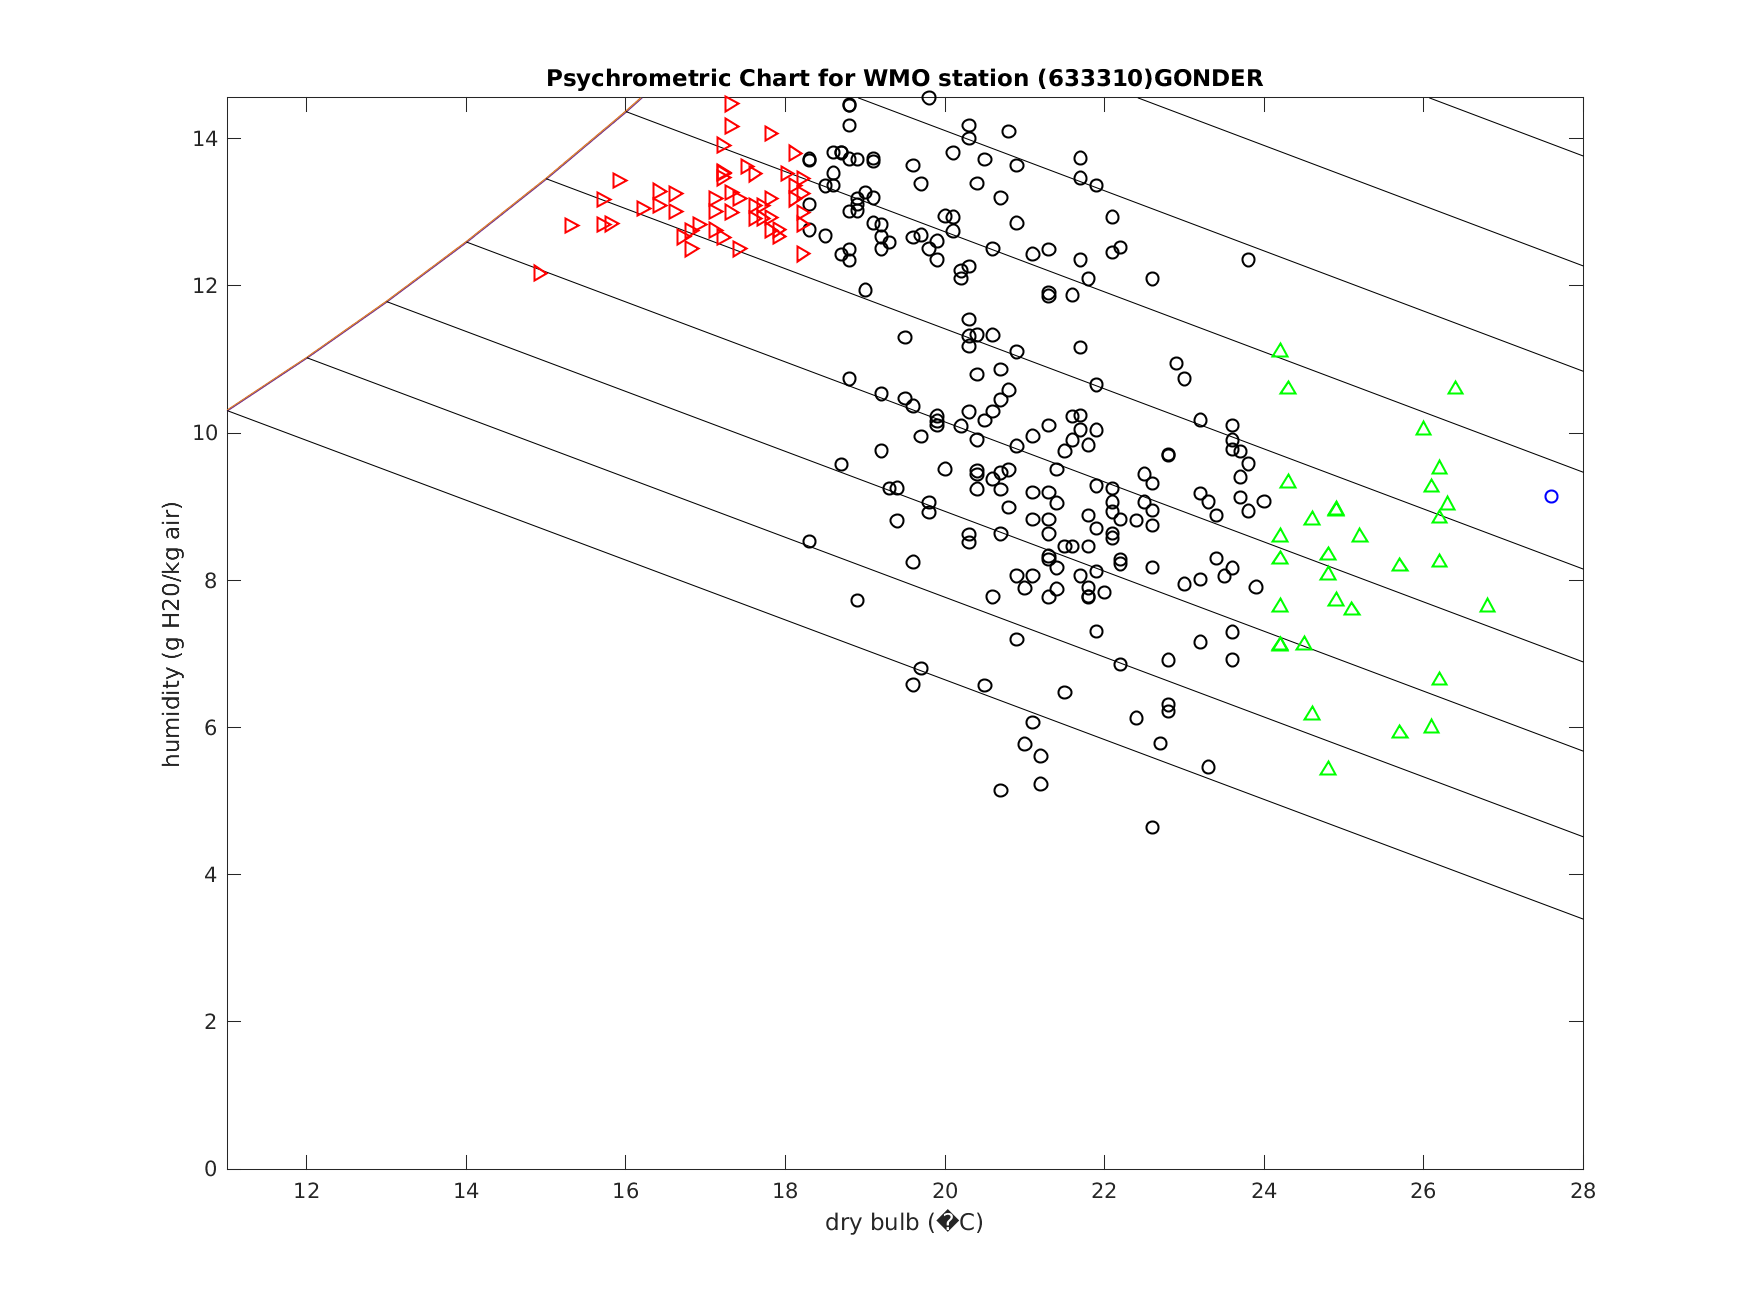 Psychrometric Chart for WMO station (633310)GONDER
14
12
10
8
6
4
2
0
humidity (g H20/kg air)
12 14 16 18 20 22 24 26 28
dry bulb (�C)